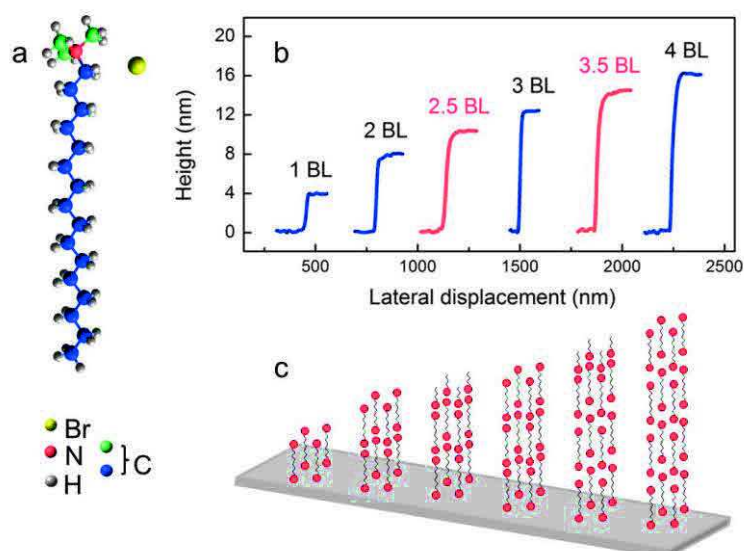 a
Br
N
H
} C
b
Height (nm)
20
16
12
8
4
0
1 BL
2 BL
2.5 BL
3 BL
3.5 BL
4 BL
500
1000
1500
2000
2500
Lateral displacement (nm)
c